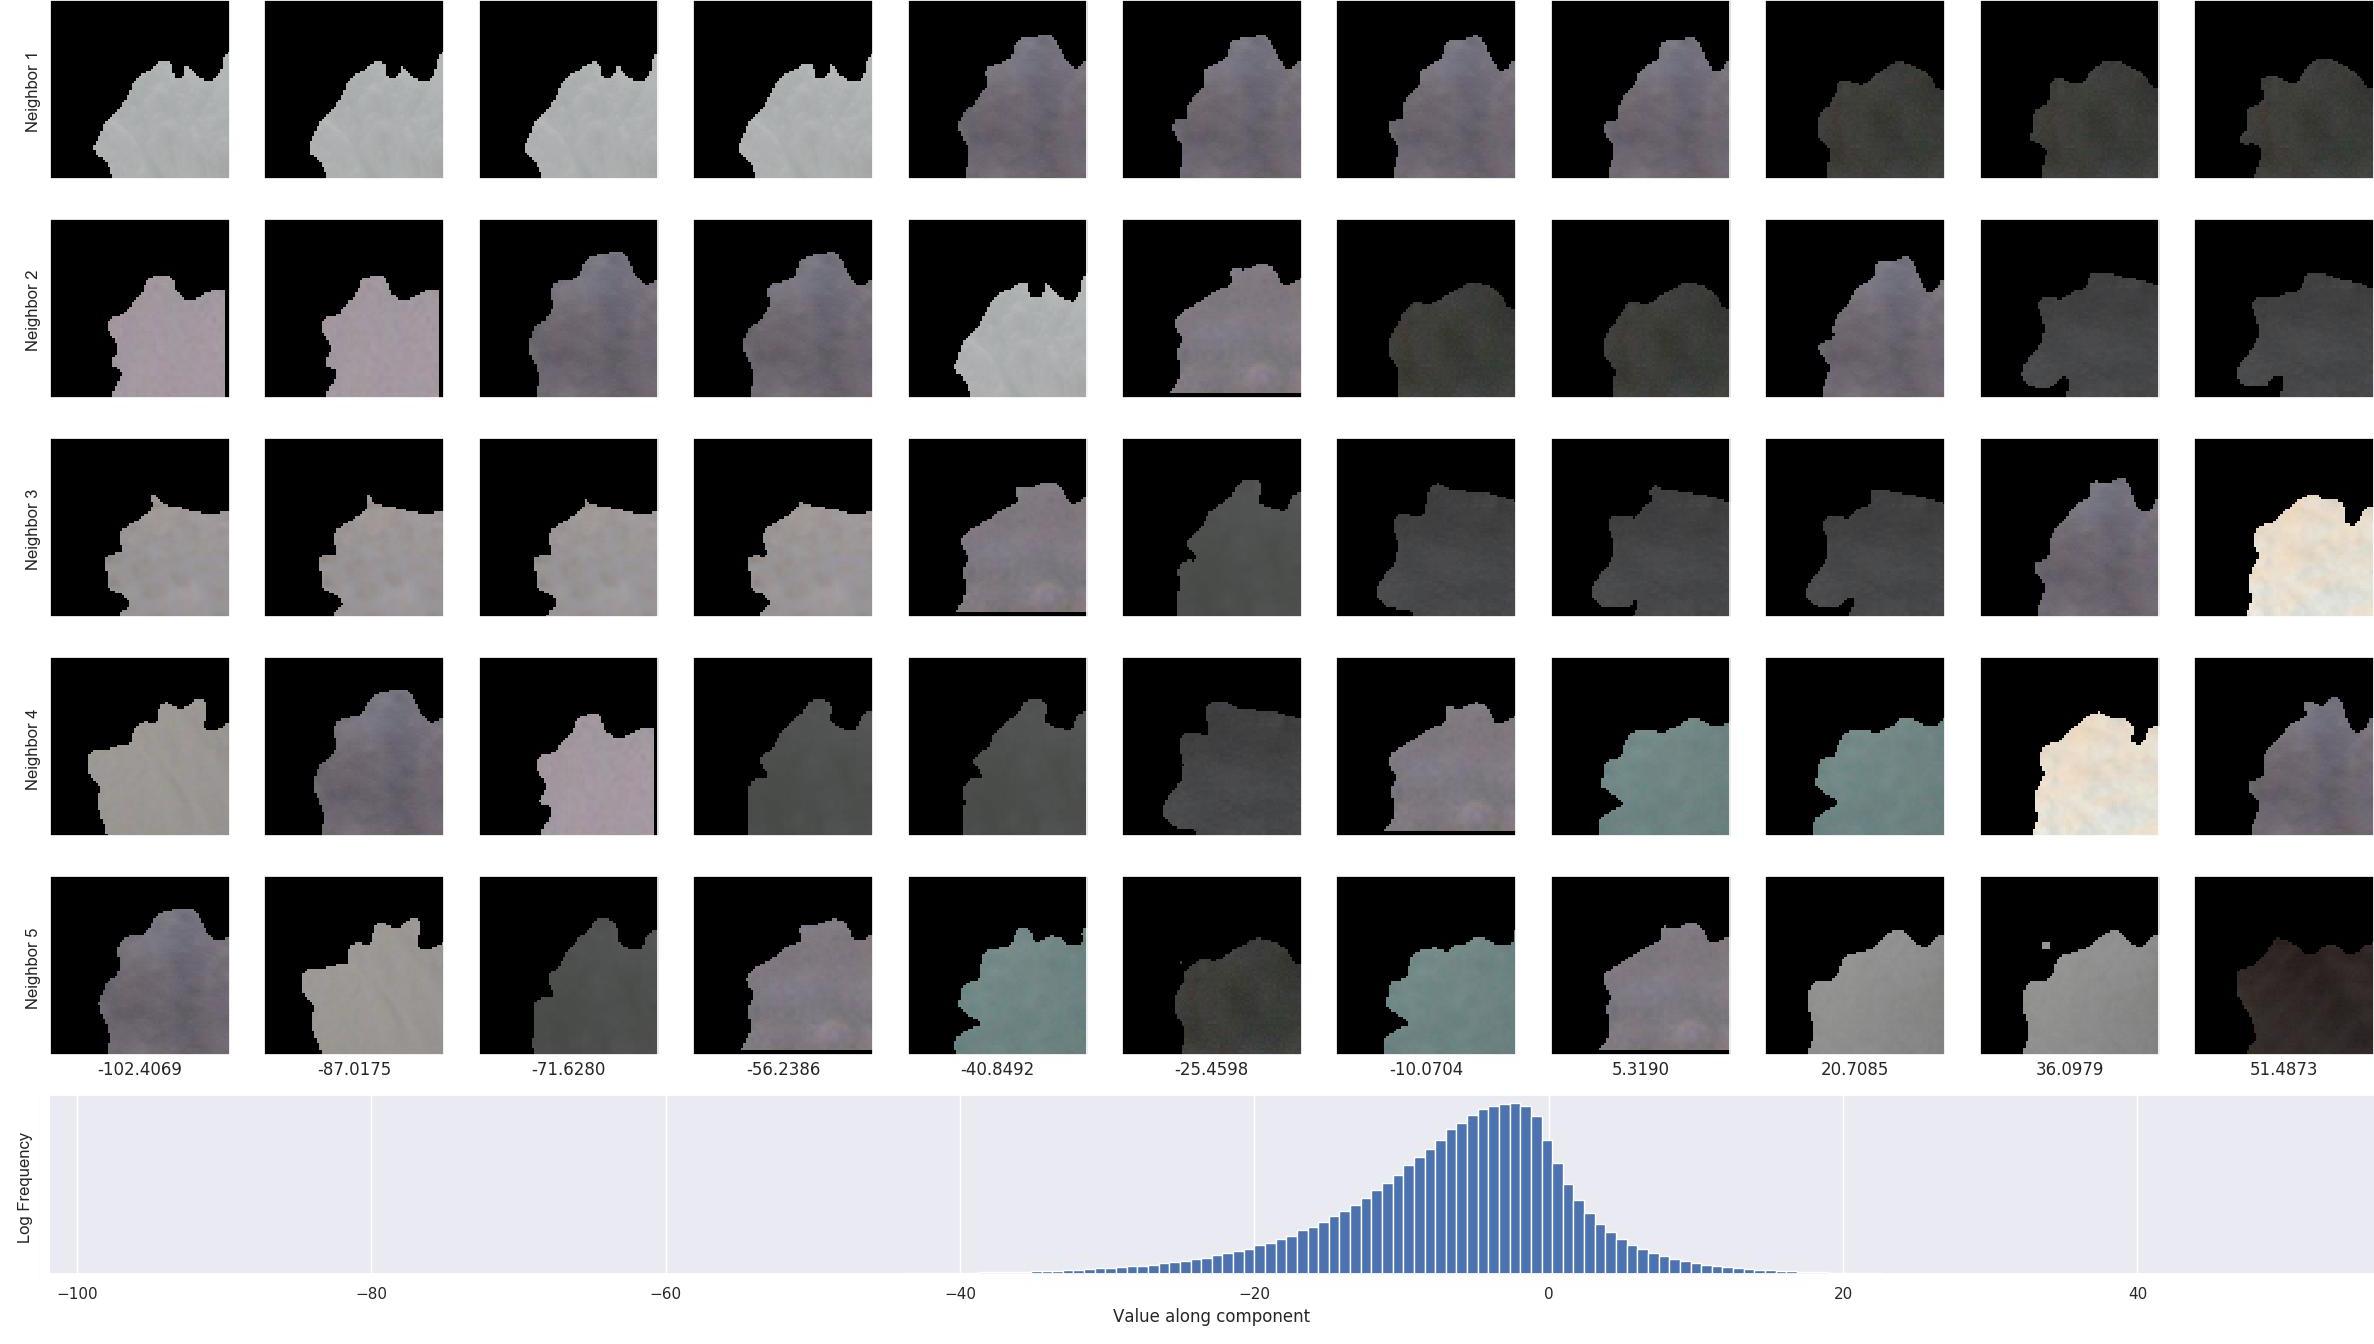 Neighbor 1
Neighbor 2
Neighbor 3
Neighbor 4
Neighbor 5
-102.4069 -87.0175 -71.6280 -56.2386 -40.8492 -25.4598 -10.0704 5.3190 20.7085 36.0979 51.4873
Log Frequency
−100 −80 −60 −40 −20 0 20 40
Value along component